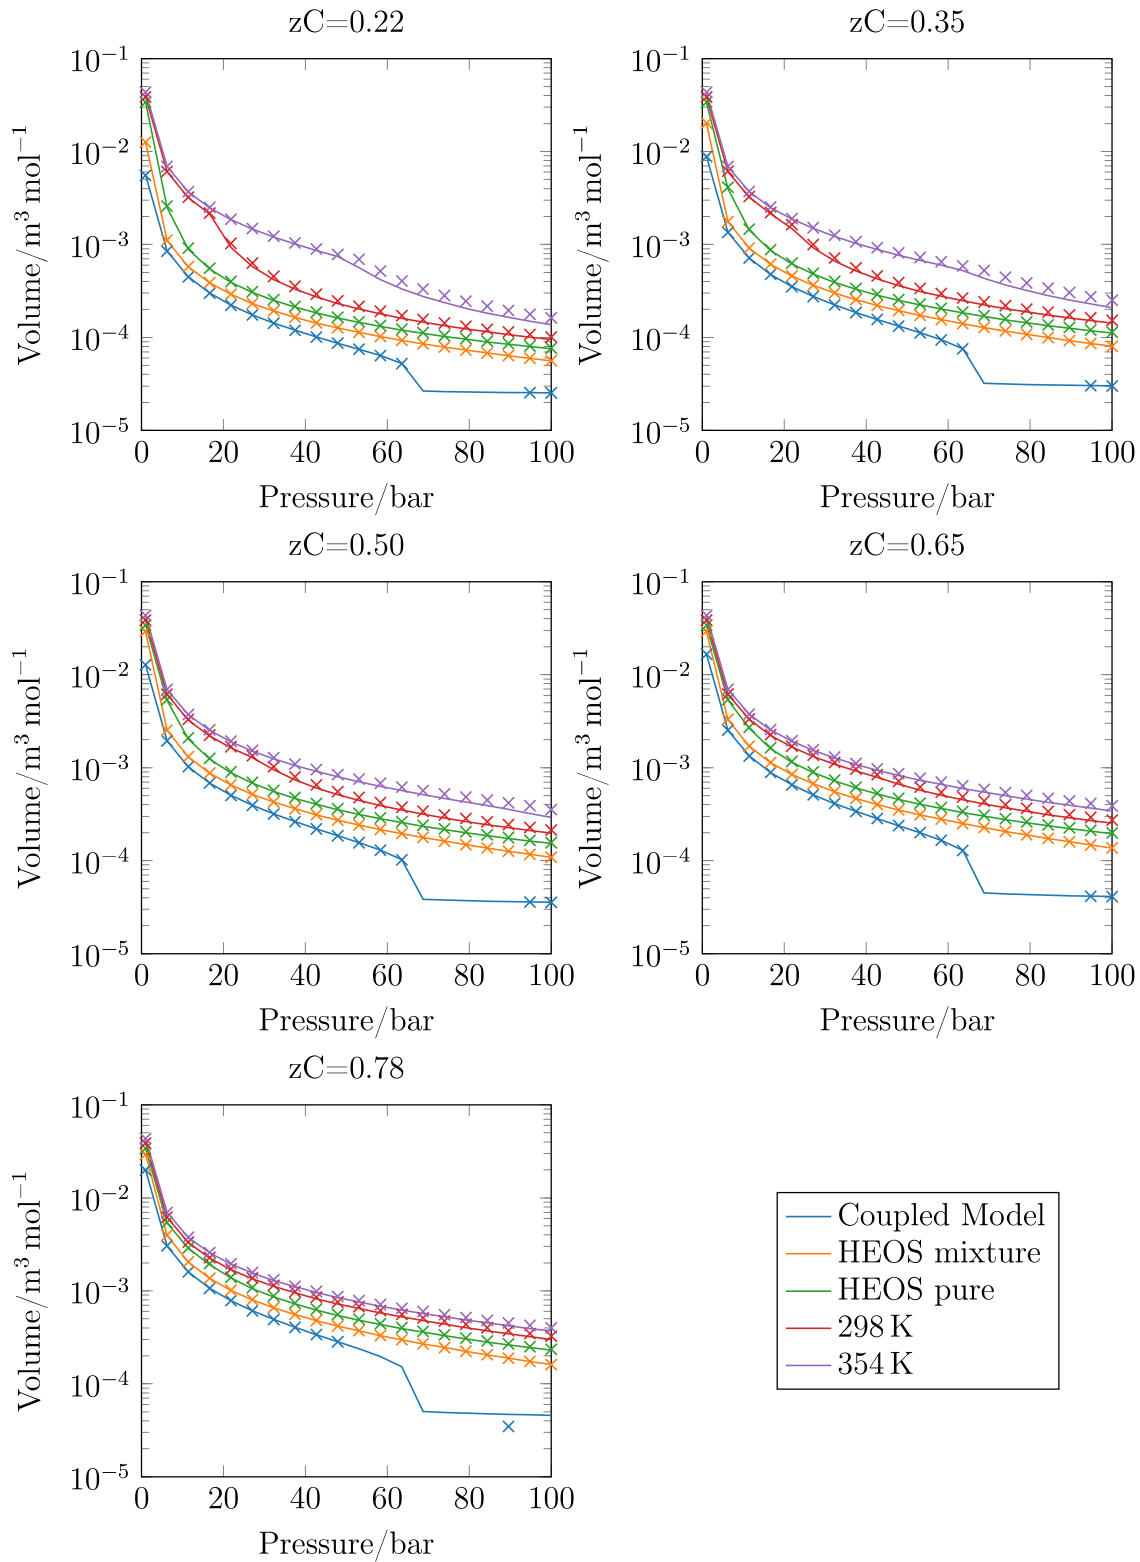 zC=0.22
zC=0.35
10⁻¹
10⁻²
10⁻³
10⁻⁴
10⁻⁵
Volume/m³ mol⁻¹
0 20 40 60 80 100
Pressure/bar
10⁻¹
10⁻²
10⁻³
10⁻⁴
10⁻⁵
Volume/m³ mol⁻¹
0 20 40 60 80 100
Pressure/bar
zC=0.50
zC=0.65
10⁻¹
10⁻²
10⁻³
10⁻⁴
10⁻⁵
Volume/m³ mol⁻¹
0 20 40 60 80 100
Pressure/bar
10⁻¹
10⁻²
10⁻³
10⁻⁴
10⁻⁵
Volume/m³ mol⁻¹
0 20 40 60 80 100
Pressure/bar
zC=0.78
10⁻¹
10⁻²
10⁻³
10⁻⁴
10⁻⁵
Volume/m³ mol⁻¹
0 20 40 60 80 100
Pressure/bar
Coupled Model
HEOS mixture
HEOS pure
298 K
354 K